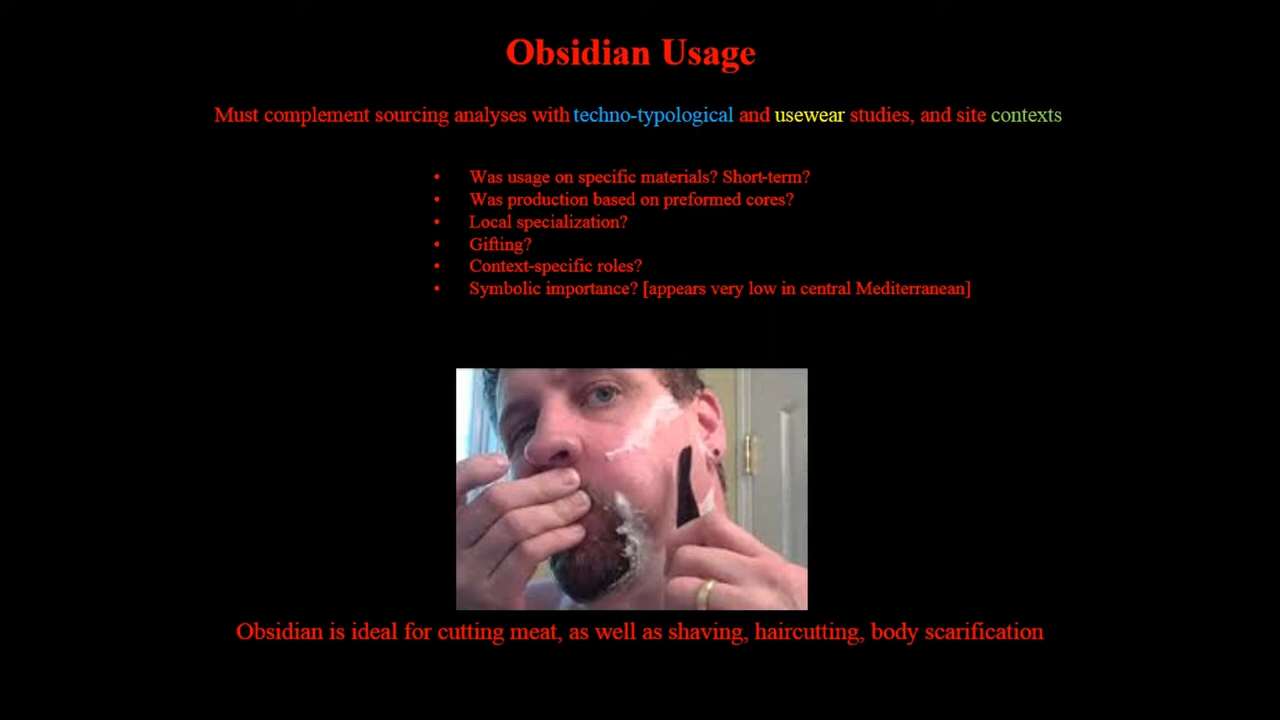 Obsidian Usage
Must complement sourcing analyses with techno-typological and usewear studies, and site contexts
• Was usage on specific materials? Short-term?
• Was production based on preformed cores?
• Local specialization?
• Gifting?
• Context-specific roles?
• Symbolic importance? [appears very low in central Mediterranean]
Obsidian is ideal for cutting meat, as well as shaving, haircutting, body scarification